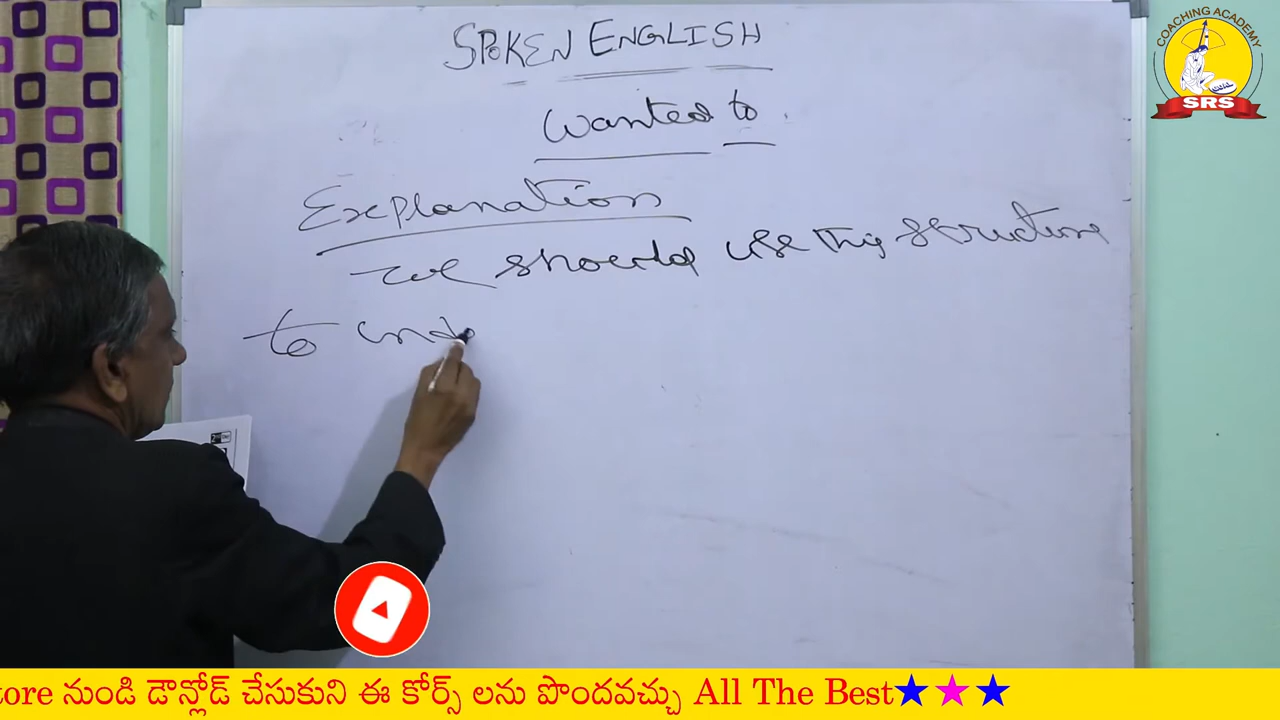 SPOKEN ENGLISH
Wanted to
Explanation
We should use this structure
to ind
COACHING ACADEMY
SRS
tore నుండి డౌన్లోడ్ చేసుకుని ఈ కోర్స్ లను పొందవచ్చు All The Best